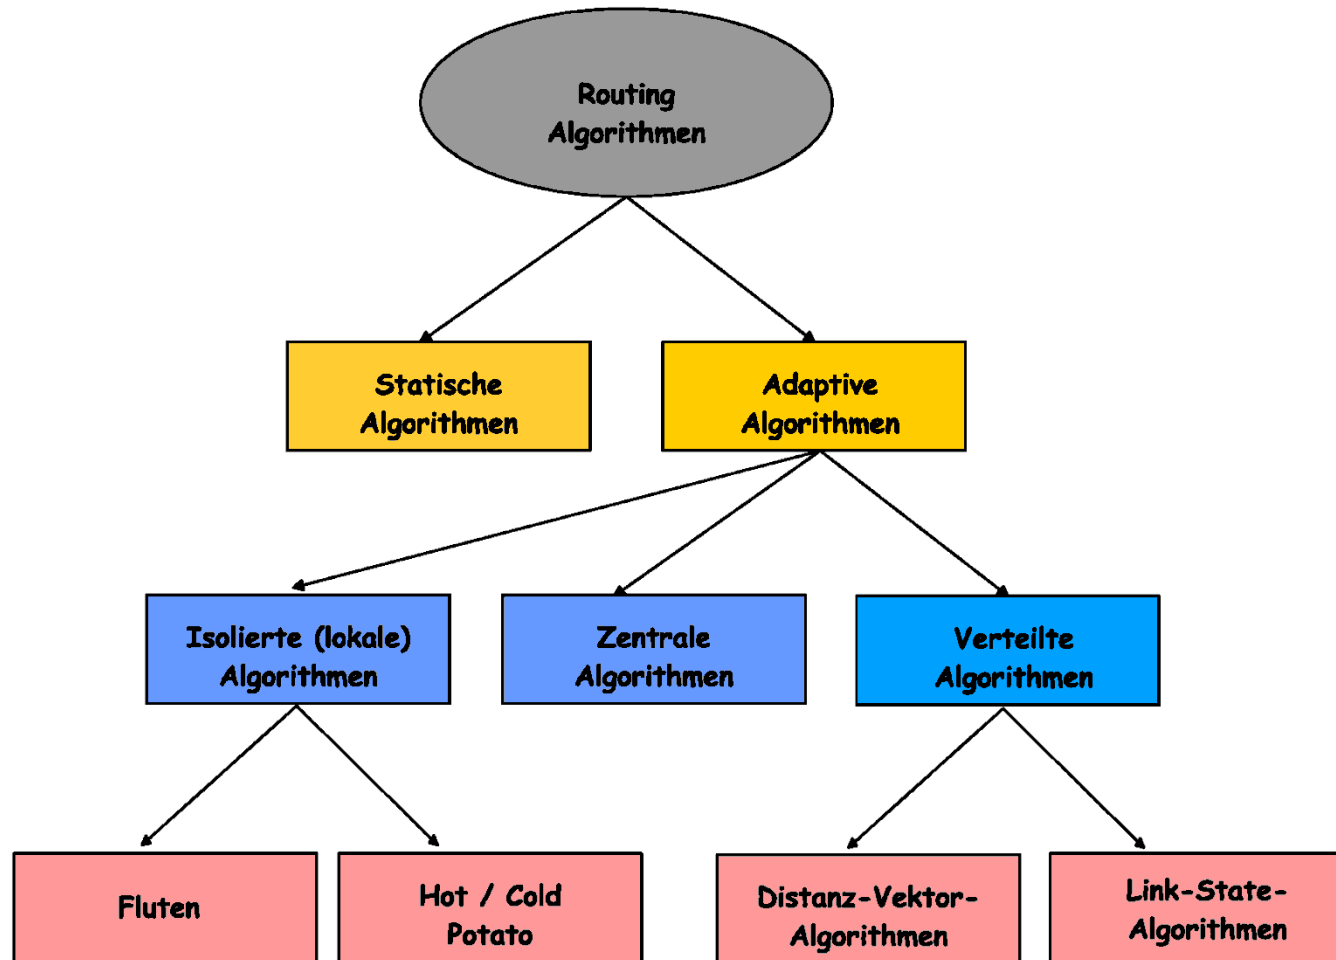 Routing
Algorithmen
Statische
Algorithmen
Adaptive
Algorithmen
Isolierte (lokale)
Algorithmen
Zentrale
Algorithmen
Verteilte
Algorithmen
Fluten
Hot / Cold
Potato
Distanz-Vektor-
Algorithmen
Link-State-
Algorithmen